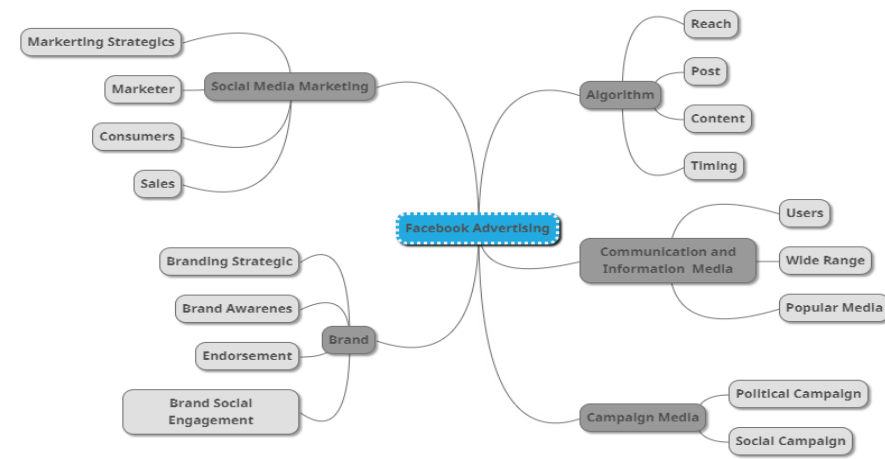 Markerting Strategics
Marketer
Consumers
Sales
Social Media Marketing
Reach
Post
Content
Timing
Algorithm
Facebook Advertising
Users
Wide Range
Popular Media
Communication and
Information Media
Branding Strategic
Brand Awarenes
Endorsement
Brand Social
Engagement
Brand
Campaign Media
Political Campaign
Social Campaign